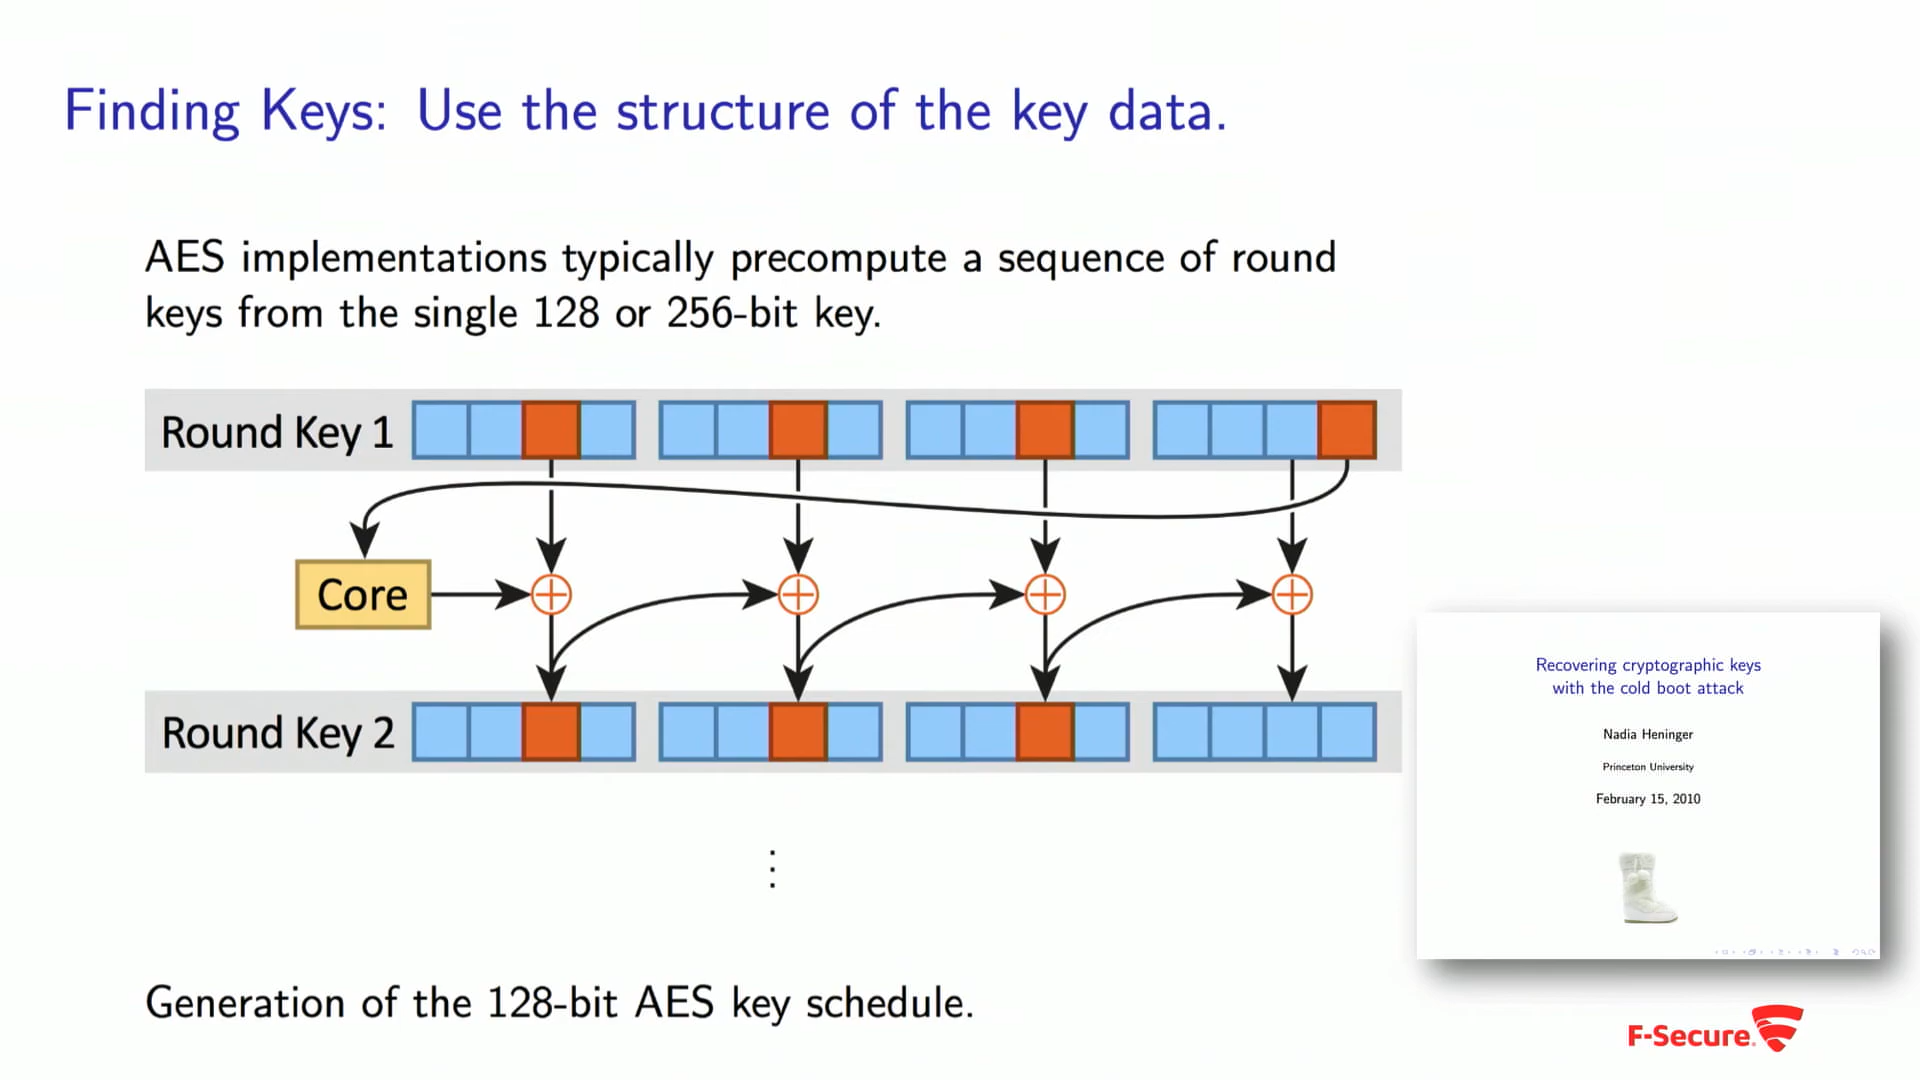 Finding Keys: Use the structure of the key data.
AES implementations typically precompute a sequence of round
keys from the single 128 or 256-bit key.
Round Key 1
Core
Round Key 2
Generation of the 128-bit AES key schedule.
Recovering cryptographic keys
with the cold boot attack
Nadia Heninger
Princeton University
February 15, 2010
F-Secure.